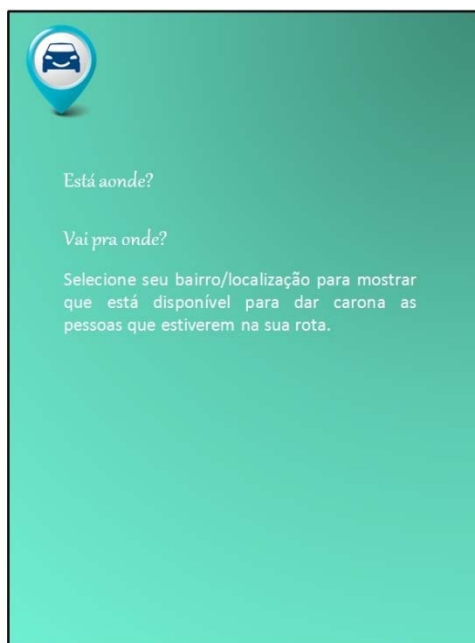 Está aonde?
Vai pra onde?
Selecione seu bairro/localização para mostrar
que está disponível para dar carona as
pessoas que estiverem na sua rota.